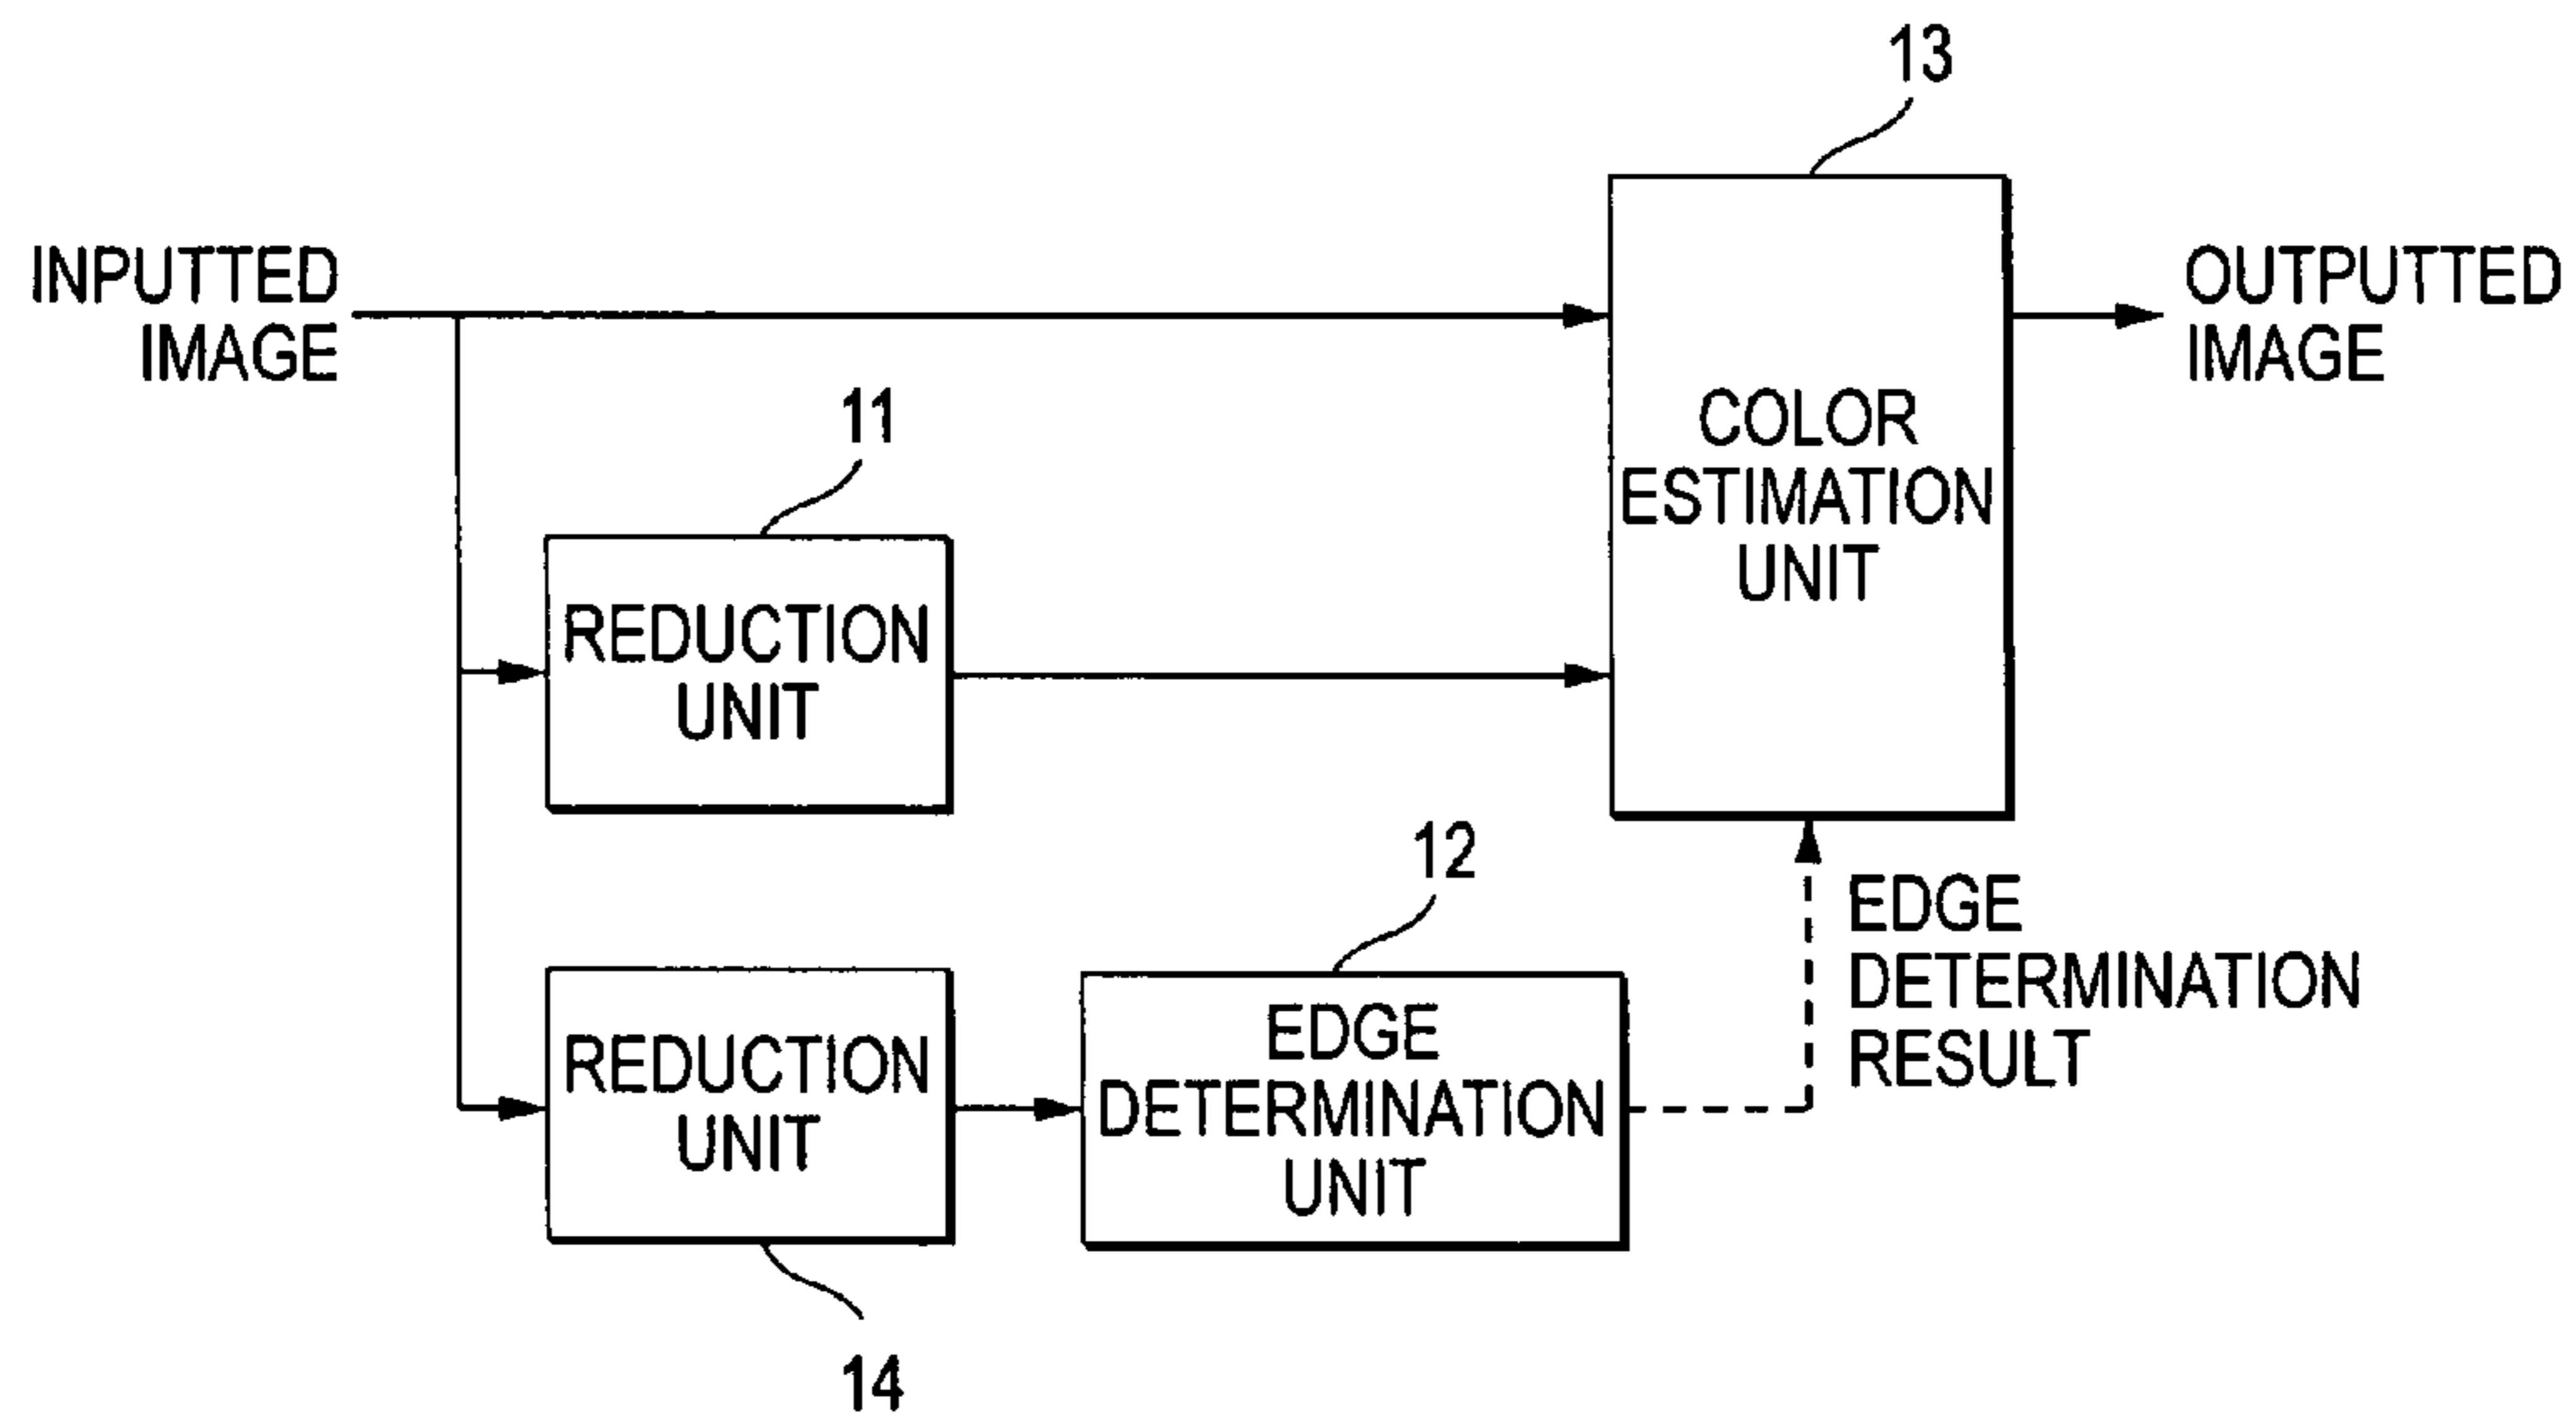 13
INPUTTED
IMAGE
OUTPUTTED
IMAGE
11
COLOR
ESTIMATION
UNIT
REDUCTION
UNIT
12
EDGE
DETERMINATION
RESULT
REDUCTION
UNIT
EDGE
DETERMINATION
UNIT
14